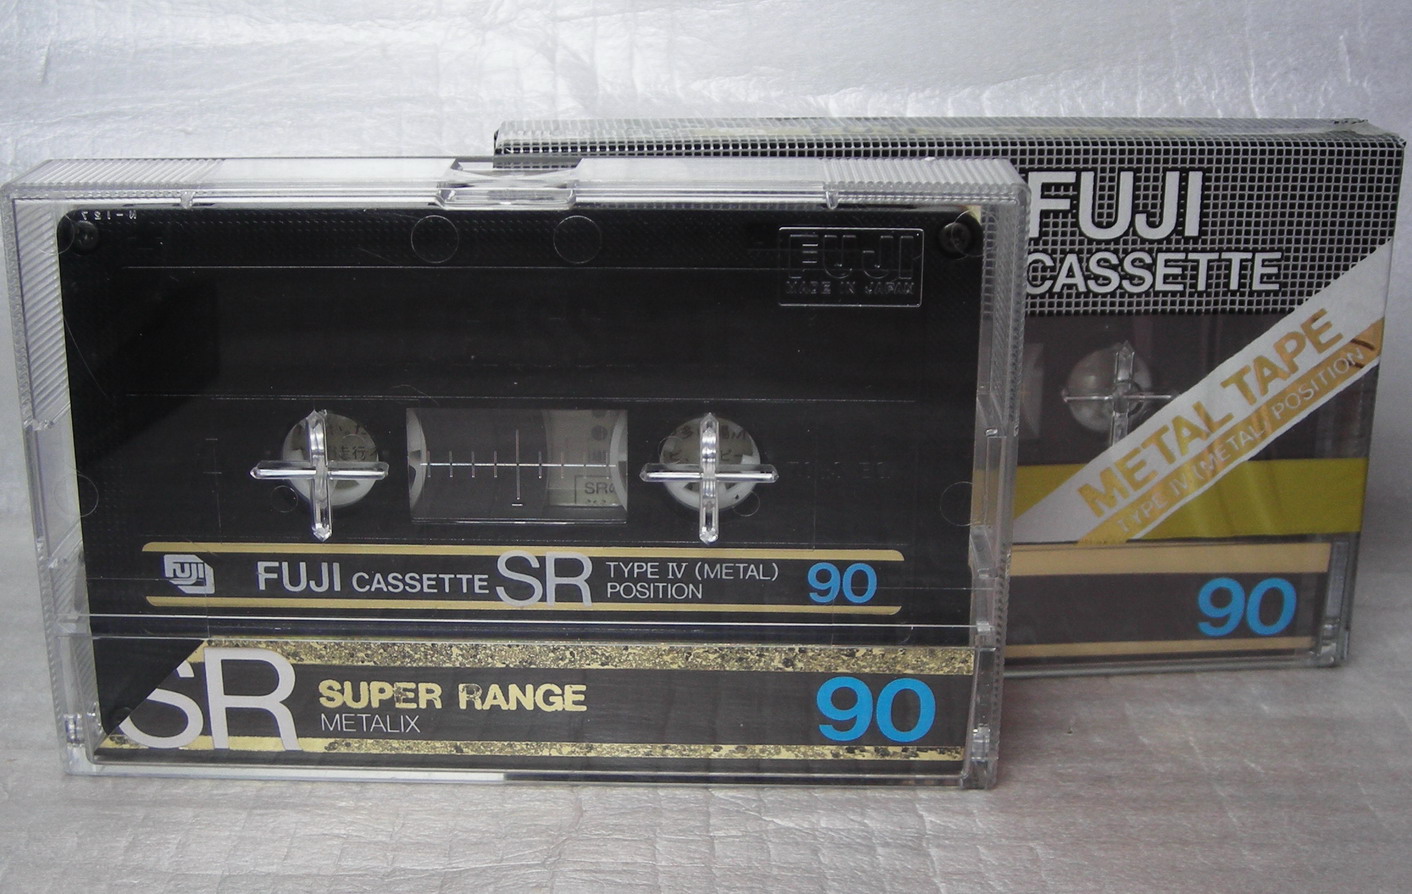 FUJI
MADE IN JAPAN
FUJI
FUJI CASSETTE SR TYPE IV (METAL) POSITION 90
SR SUPER RANGE 90
METALIX
FUJI
CASSETTE
METAL TAPE
TYPE IV (METAL) POSITION
90